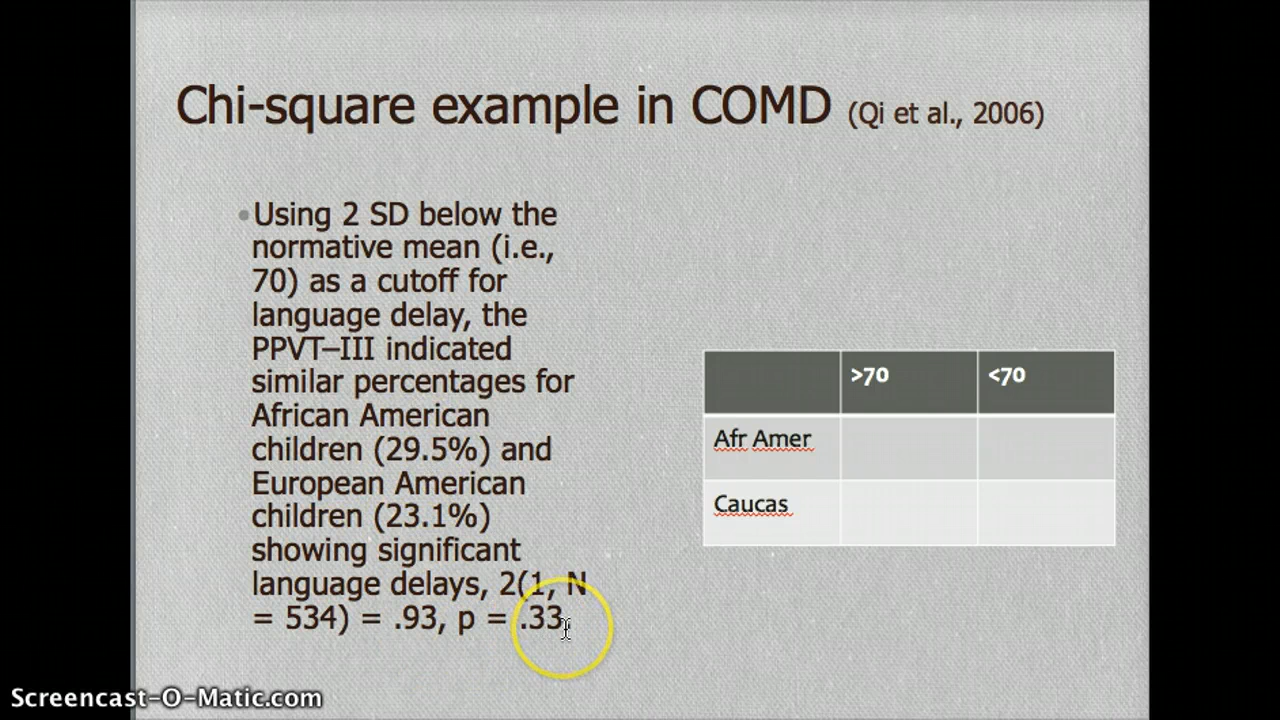 Chi-square example in COMD (Qi et al., 2006)
•Using 2 SD below the
normative mean (i.e.,
70) as a cutoff for
language delay, the
PPVT–III indicated
similar percentages for
African American
children (29.5%) and
European American
children (23.1%)
showing significant
language delays, 2(1, N
= 534) = .93, p = .33.
>70 <70
Afr Amer
Caucas
Screencast-O-Matic.com